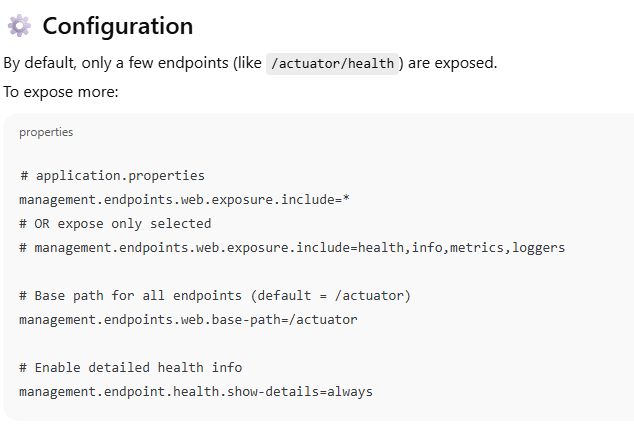 Configuration
By default, only a few endpoints (like /actuator/health) are exposed.
To expose more:
properties
# application.properties
management.endpoints.web.exposure.include=*
# OR expose only selected
# management.endpoints.web.exposure.include=health,info,metrics,loggers
# Base path for all endpoints (default = /actuator)
management.endpoints.web.base-path=/actuator
# Enable detailed health info
management.endpoint.health.show-details=always